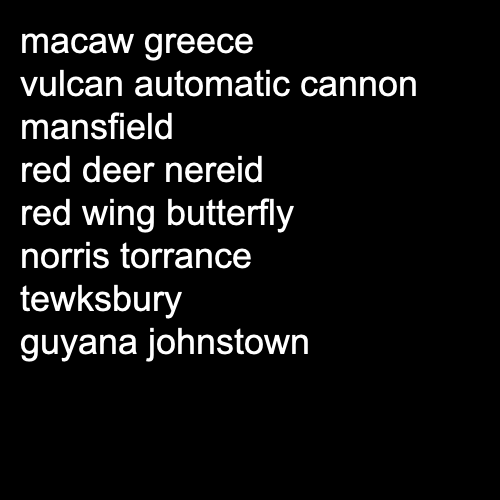 macaw greece
vulcan automatic cannon
mansfield
red deer nereid
red wing butterfly
norris torrance
tewksbury
guyana johnstown